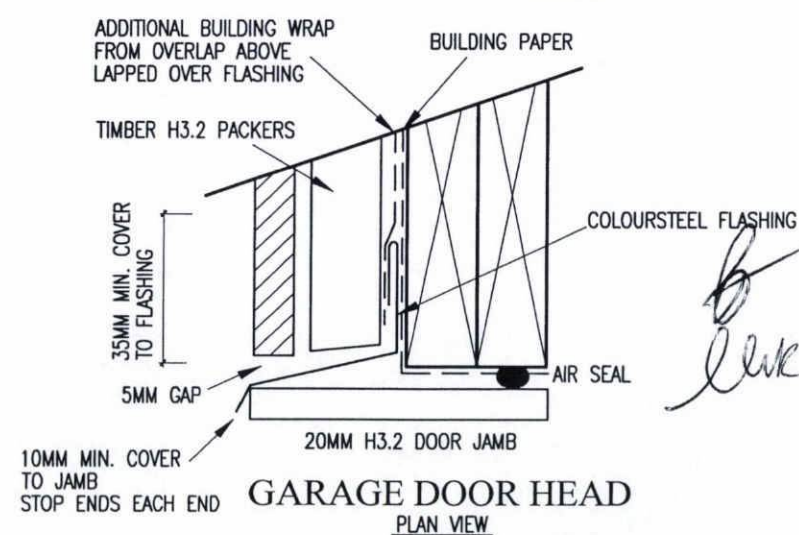 ADDITIONAL BUILDING WRAP
FROM OVERLAP ABOVE
LAPPED OVER FLASHING
BUILDING PAPER
TIMBER H3.2 PACKERS
COLOURSTEEL FLASHING
35MM MIN. COVER
TO FLASHING
5MM GAP
AIR SEAL
20MM H3.2 DOOR JAMB
10MM MIN. COVER
TO JAMB
STOP ENDS EACH END
GARAGE DOOR HEAD
PLAN VIEW